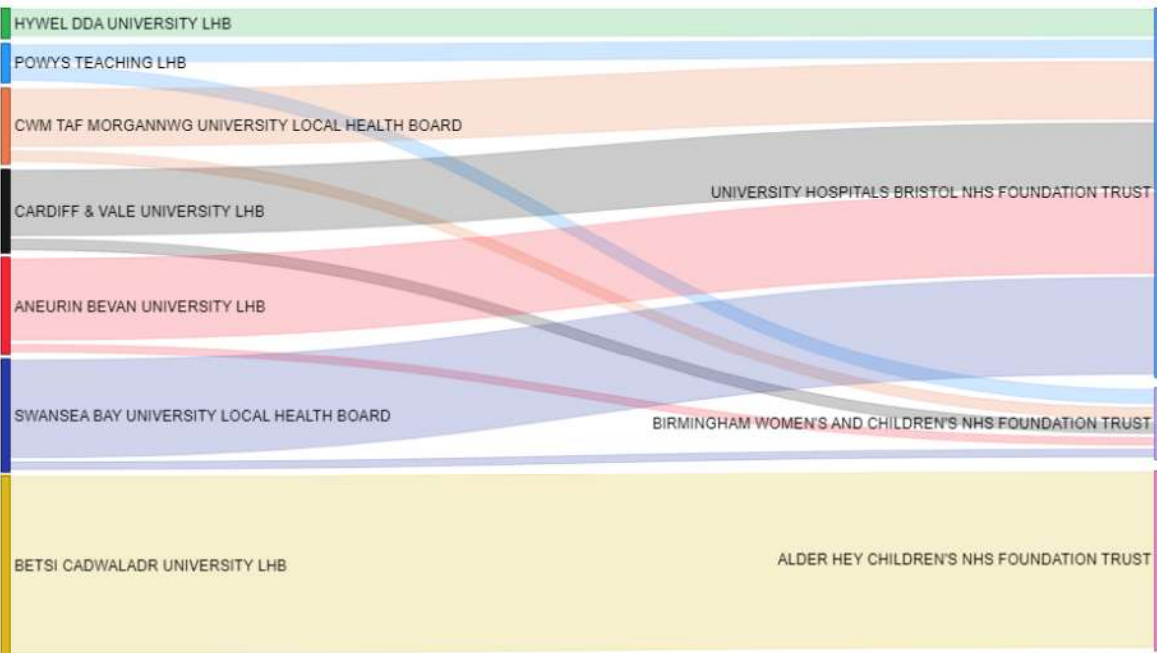 HYWEL DDA UNIVERSITY LHB
POWYS TEACHING LHB
CWM TAF MORGANNWG UNIVERSITY LOCAL HEALTH BOARD
CARDIFF & VALE UNIVERSITY LHB
ANEURIN BEVAN UNIVERSITY LHB
SWANSEA BAY UNIVERSITY LOCAL HEALTH BOARD
BETSI CADWALADR UNIVERSITY LHB
UNIVERSITY HOSPITALS BRISTOL NHS FOUNDATION TRUST
BIRMINGHAM WOMEN'S AND CHILDREN'S NHS FOUNDATION TRUST
ALDER HEY CHILDREN'S NHS FOUNDATION TRUST